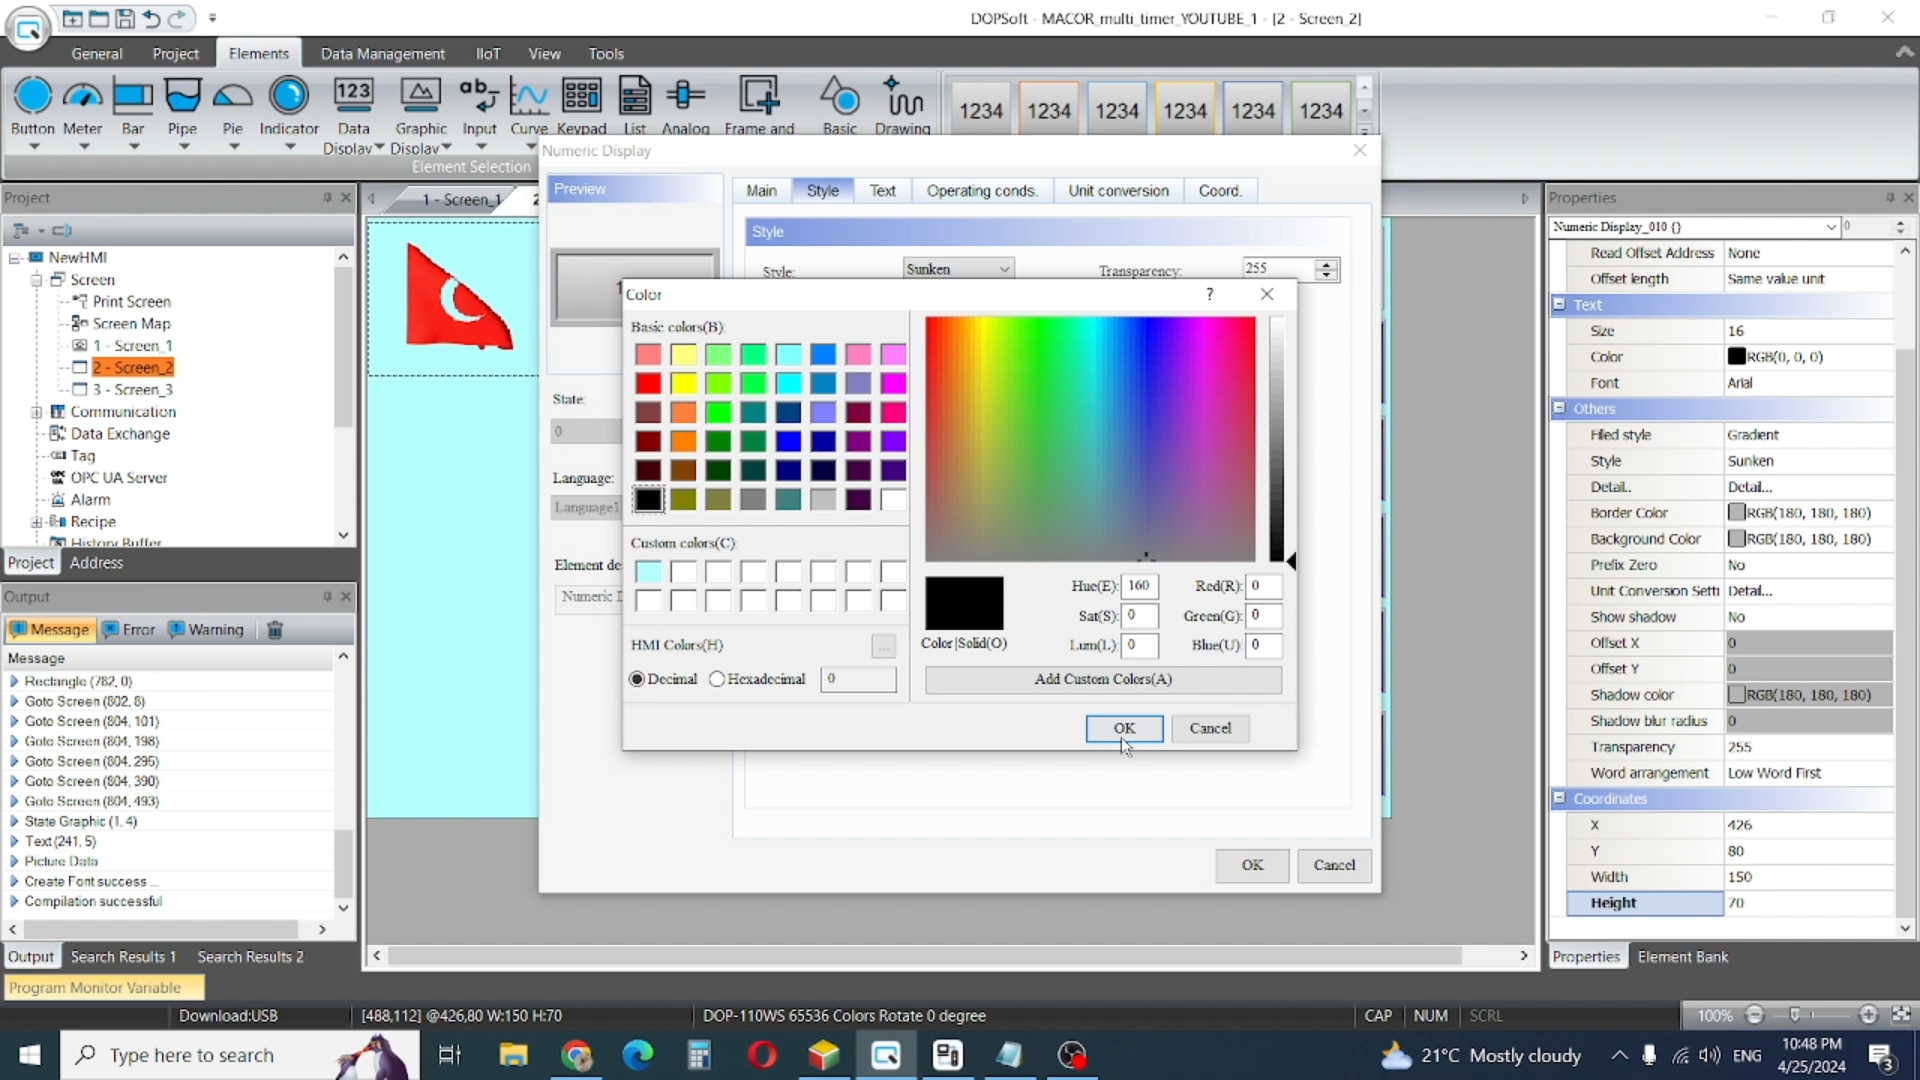 DOPSoft - MACOR_multi_timer_YOUTUBE_1 - [2 - Screen_2]
General Project Elements Data Management IIoT View Tools
Button Meter Bar Pipe Pie Indicator Data Display Graphic Display Input Curve Keypad List Analog Frame and Basic Drawing
123
1234 1234 1234 1234 1234 1234
Element Selection
Project
NewHMI
Screen
Print Screen
Screen Map
1 - Screen_1
2 - Screen_2
3 - Screen_3
Communication
Data Exchange
Tag
OPC UA Server
Alarm
Recipe
History Buffer
Project Address
Output
Message Error Warning
Message
Rectangle (782, 0)
Goto Screen (802, 8)
Goto Screen (804, 101)
Goto Screen (804, 198)
Goto Screen (804, 295)
Goto Screen (804, 390)
Goto Screen (804, 493)
State Graphic (1, 4)
Text (241, 5)
Picture Data
Create Font success ...
Compilation successful
Output Search Results 1 Search Results 2
Program Monitor Variable
1 - Screen_1
Numeric Display
Preview
Main Style Text Operating conds. Unit conversion Coord.
Style
Style: Sunken Transparency: 255
State:
0
Language:
Language1
Element de
Numeric D
OK Cancel
Color ?
Basic colors(B):
Custom colors(C):
HMI Colors(H) ...
Decimal Hexadecimal 0
Color|Solid(O)
Hue(E): 160 Red(R): 0
Sat(S): 0 Green(G): 0
Lum(L): 0 Blue(U): 0
Add Custom Colors(A)
OK Cancel
Properties
Numeric Display_010 {} 0
Read Offset Address None
Offset length Same value unit
Text
Size 16
Color RGB(0, 0, 0)
Font Arial
Others
Filed style Gradient
Style Sunken
Detail.. Detail...
Border Color RGB(180, 180, 180)
Background Color RGB(180, 180, 180)
Prefix Zero No
Unit Conversion Setti Detail...
Show shadow No
Offset X 0
Offset Y 0
Shadow color RGB(180, 180, 180)
Shadow blur radius 0
Transparency 255
Word arrangement Low Word First
Coordinates
X 426
Y 80
Width 150
Height 70
Properties Element Bank
Download:USB [488,112] @426,80 W:150 H:70 DOP-110WS 65536 Colors Rotate 0 degree CAP NUM SCRL 100%
Type here to search 21°C Mostly cloudy ENG 10:48 PM
4/25/2024 3